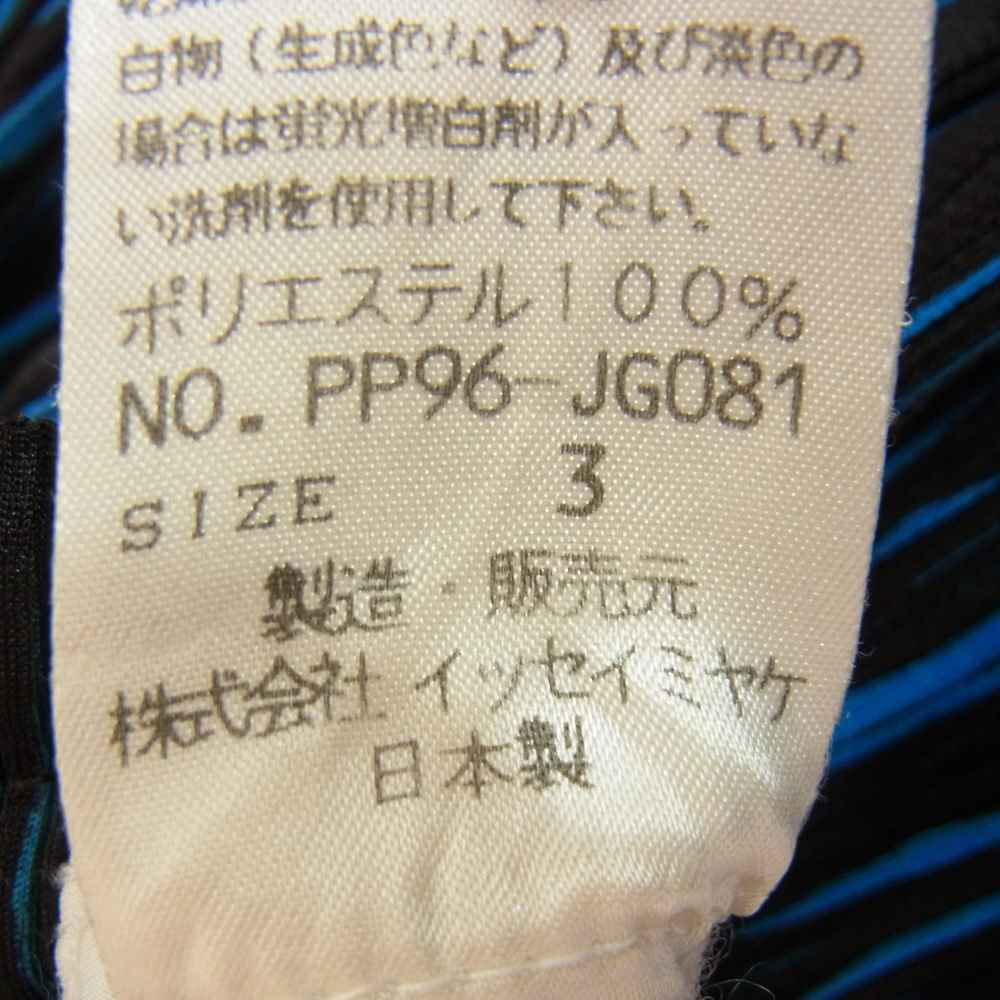 白物（生成色など）及び淡色の
場合は蛍光増白剤が入っていな
い洗剤を使用して下さい。
ポリエステル100%
NO. PP96-JG081
SIZE 3
製造・販売元
株式会社 イッセイミヤケ
日本製